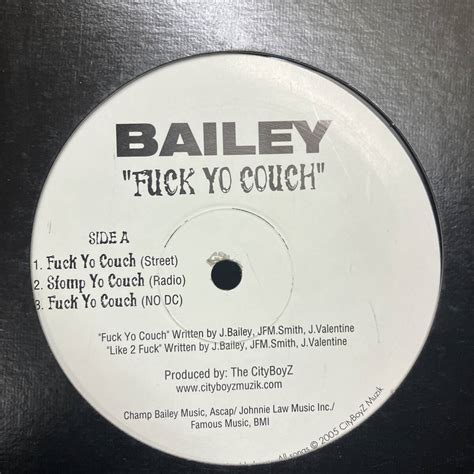 BAILEY
"FUCK YO COUCH"
SIDE A
1. Fuck Yo Couch (Street)
2. Stomp Yo Couch (Radio)
3. Fuck Yo Couch (NO DC)
"Fuck Yo Couch" Written by J.Bailey, JFM.Smith, J.Valentine
"Like 2 Fuck" Written by J.Bailey, JFM.Smith, J.Valentine
Produced by: The CityBoyZ
www.cityboyzmuzik.com
Champ Bailey Music, Ascap/ Johnnie Law Music Inc./
Famous Music, BMI
All songs © 2005 CityBoyZ Muzik